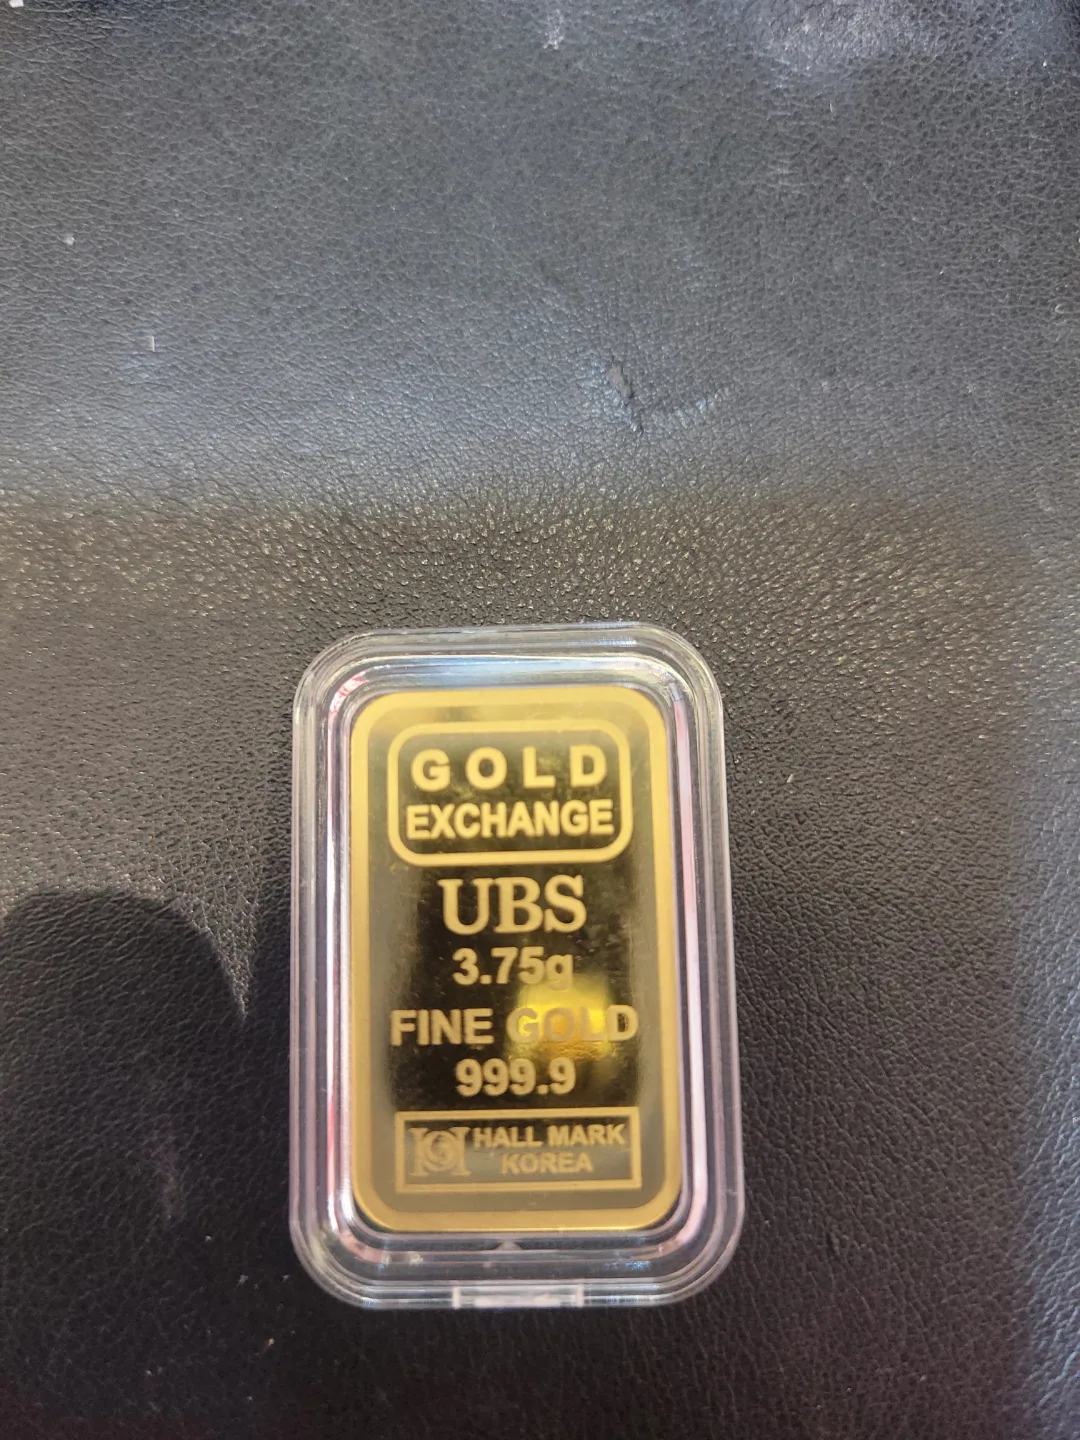 GOLD
EXCHANGE
UBS
3.75g
FINE GOLD
999.9
HALL MARK
KOREA